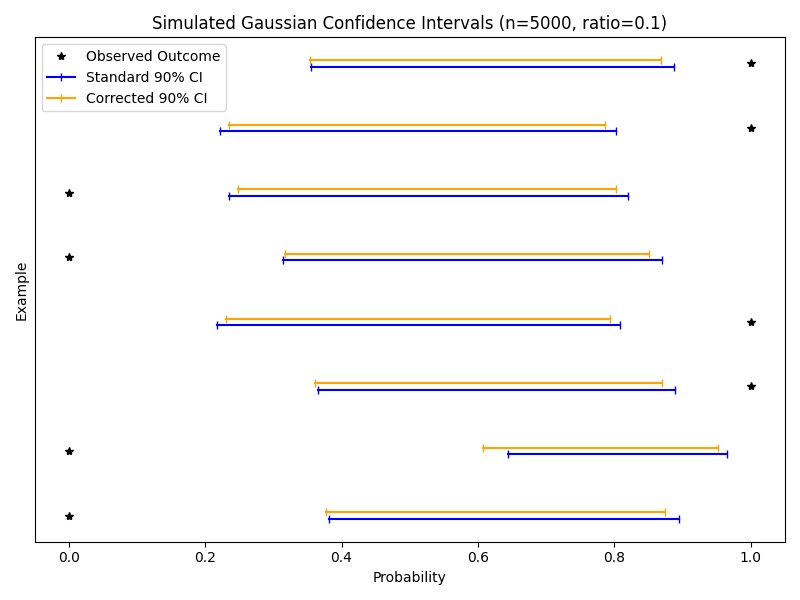 Simulated Gaussian Confidence Intervals (n=5000, ratio=0.1)
Observed Outcome
Standard 90% CI
Corrected 90% CI
Example
0.0 0.2 0.4 0.6 0.8 1.0
Probability